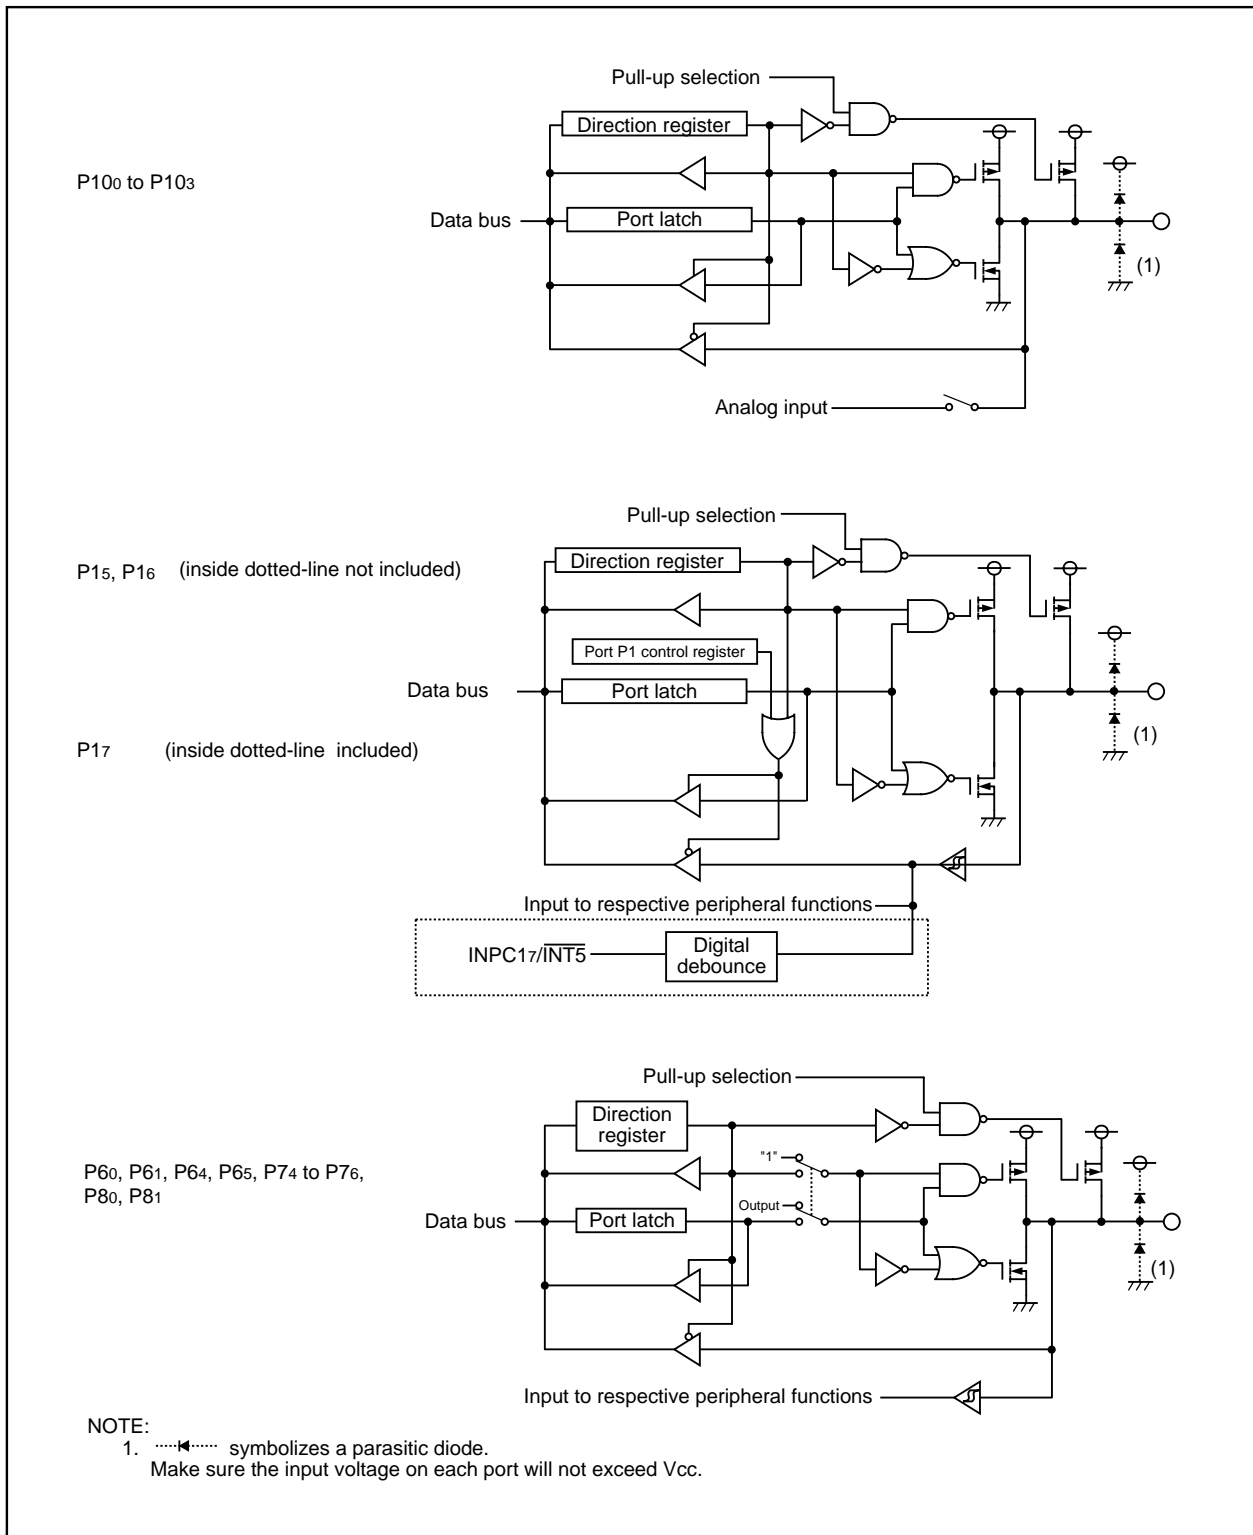 Pull-up selection
Direction register
P100 to P103
Data bus
Port latch
(1)
Analog input
Pull-up selection
P15, P16 (inside dotted-line not included)
Direction register
Port P1 control register
Data bus
Port latch
P17 (inside dotted-line included)
(1)
Input to respective peripheral functions
INPC17/INT5
Digital
debounce
Pull-up selection
Direction
register
P60, P61, P64, P65, P74 to P76,
P80, P81
"1"
Output
Data bus
Port latch
(1)
Input to respective peripheral functions
NOTE:
1. symbolizes a parasitic diode.
Make sure the input voltage on each port will not exceed Vcc.